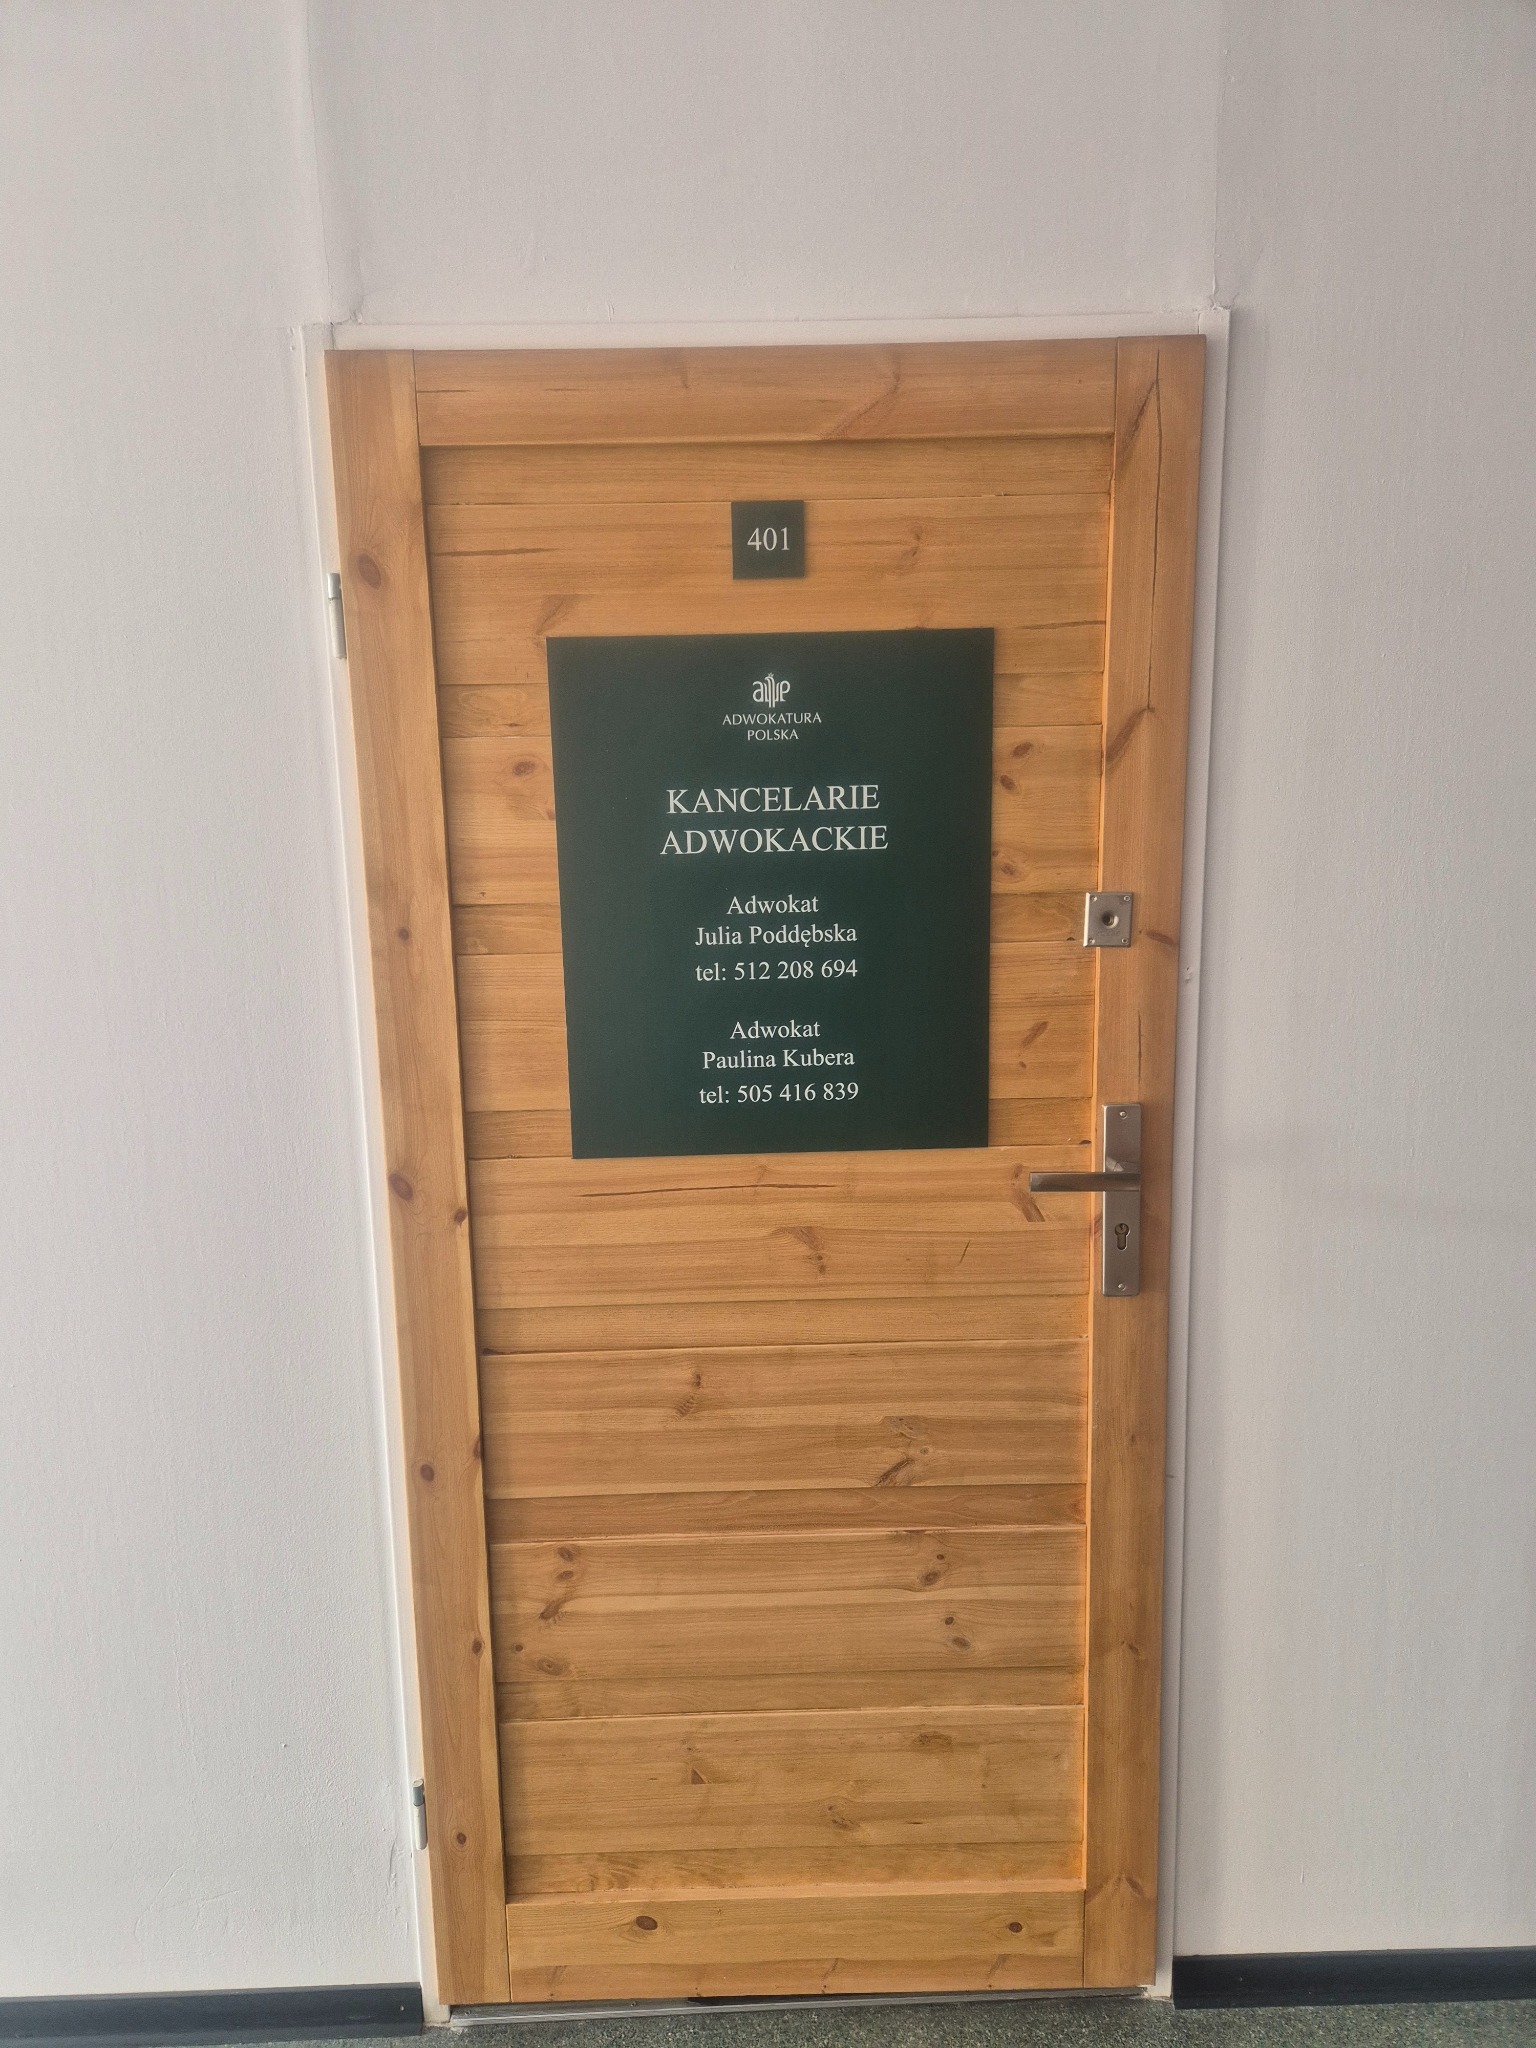 401
ADWOKATURA
POLSKA
KANCELARIE
ADWOKACKIE
Adwokat
Julia Poddębska
tel: 512 208 694
Adwokat
Paulina Kubera
tel: 505 416 839